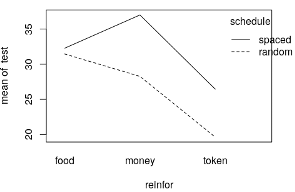 schedule
spaced
random
mean of test
35
30
25
20
food money token
reinfor